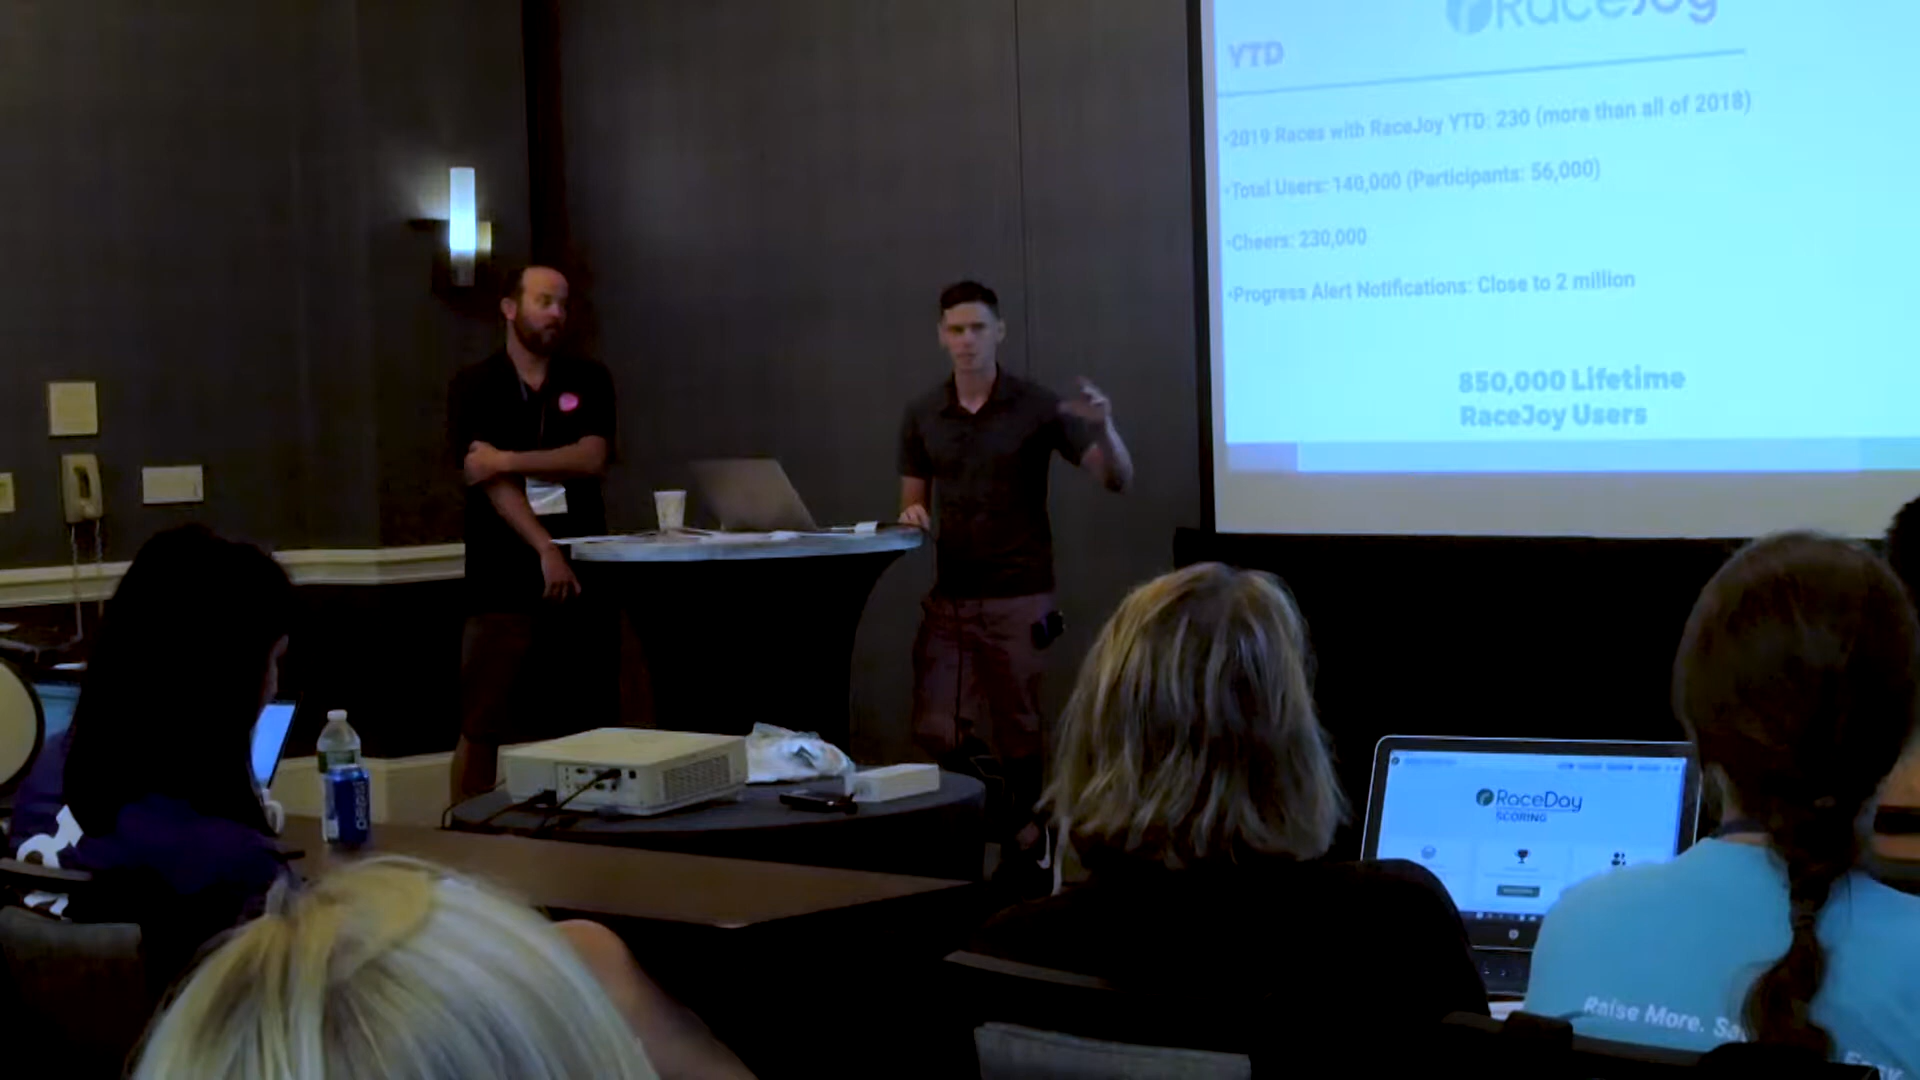 RaceJoy
YTD
•2019 Races with RaceJoy YTD: 230 (more than all of 2018)
•Total Users: 140,000 (Participants: 56,000)
•Cheers: 230,000
•Progress Alert Notifications: Close to 2 million
850,000 Lifetime
RaceJoy Users
pepsi
RaceDay
SCORING
Raise More.